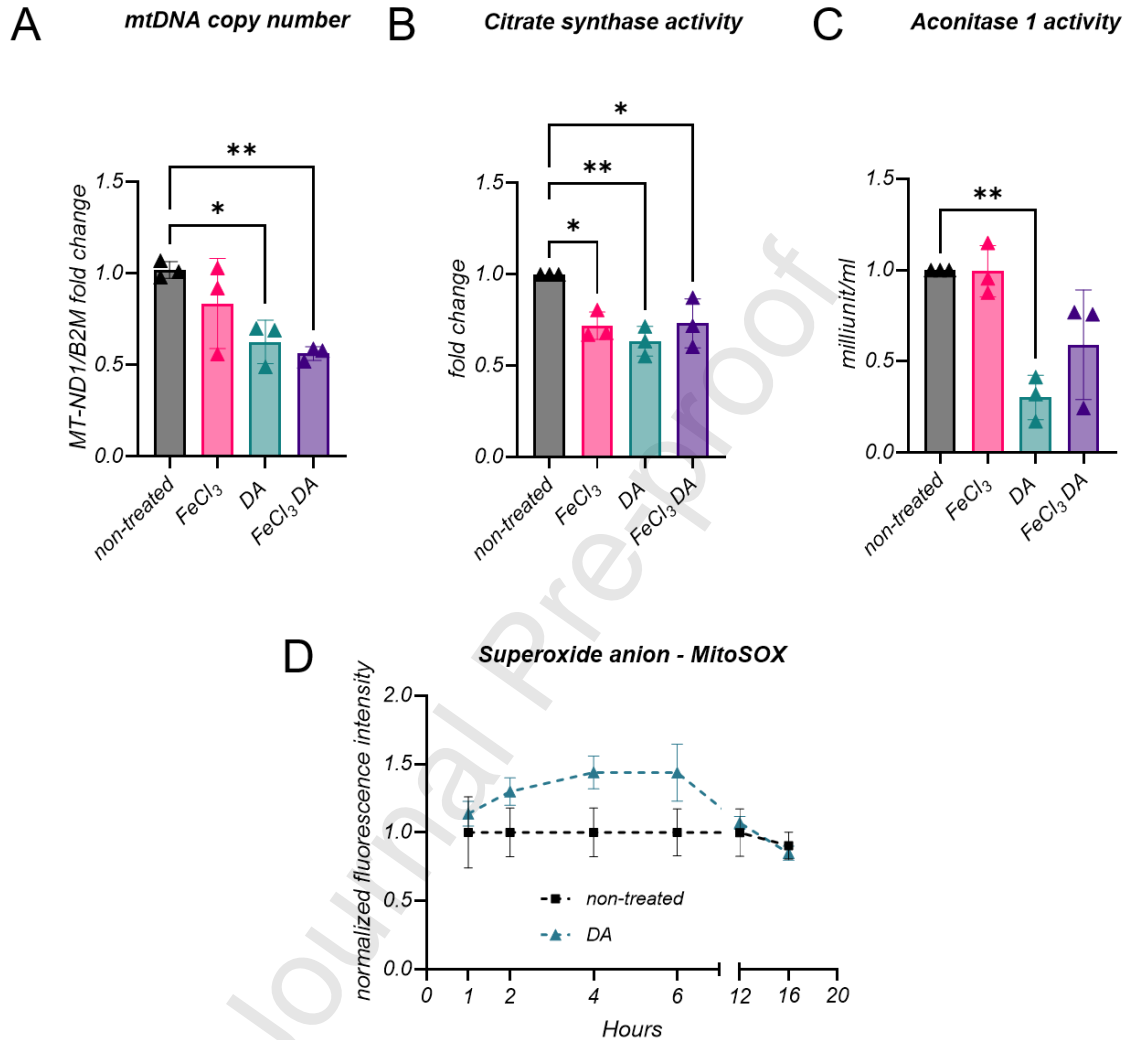 A mtDNA copy number
MT-ND1/B2M fold change
1.5
1.0
0.5
0.0
**
*
non-treated
FeCl₃
DA
FeCl₃ DA
B Citrate synthase activity
fold change
1.5
1.0
0.5
0.0
*
**
*
non-treated
FeCl₃
DA
FeCl₃ DA
C Aconitase 1 activity
milliunit/ml
1.5
1.0
0.5
0.0
**
non-treated
FeCl₃
DA
FeCl₃ DA
D Superoxide anion - MitoSOX
normalized fluorescence intensity
2.0
1.5
1.0
0.5
0.0
non-treated
DA
0 1 2 4 6 12 16 20
Hours
Journal Pre-proof